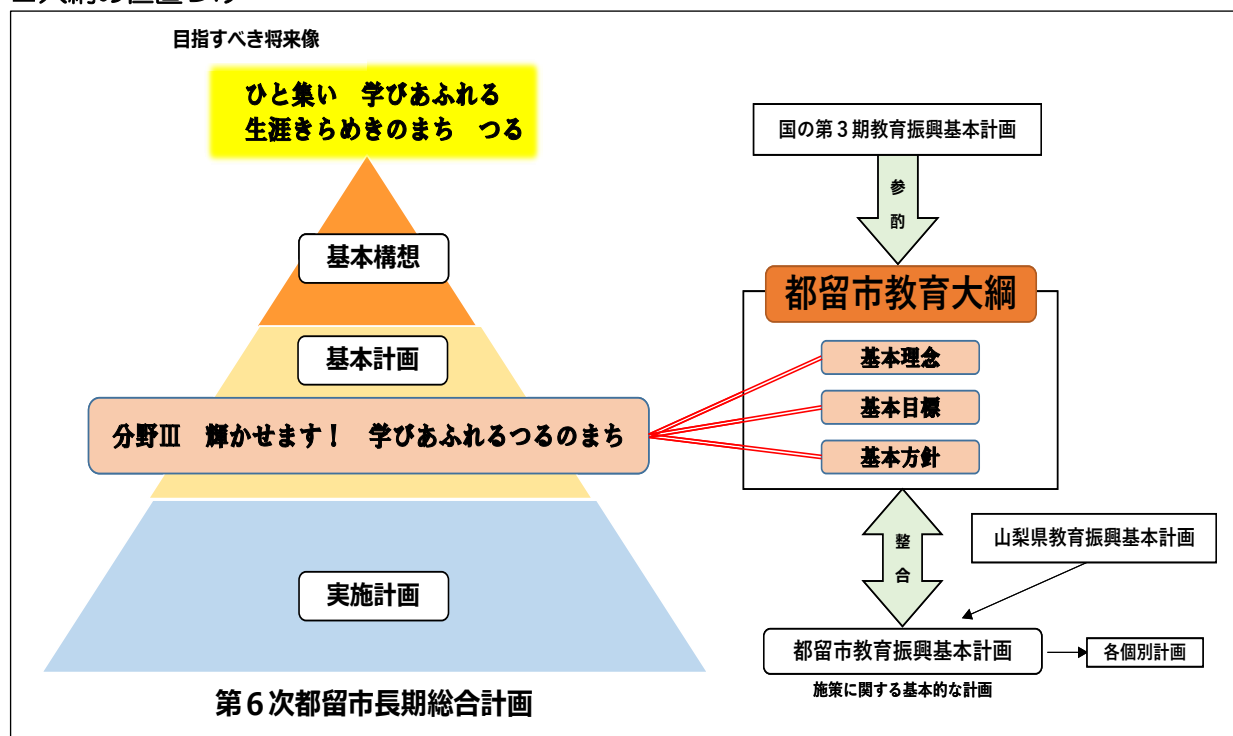 目指すべき将来像
ひと集い　学びあふれる
生涯きらめきのまち　つる
基本構想
基本計画
分野Ⅲ　輝かせます！　学びあふれるつるのまち
実施計画
第６次都留市長期総合計画
国の第３期教育振興基本計画
参酌
都留市教育大綱
基本理念
基本目標
基本方針
整合
山梨県教育振興基本計画
都留市教育振興基本計画
各個別計画
施策に関する基本的な計画